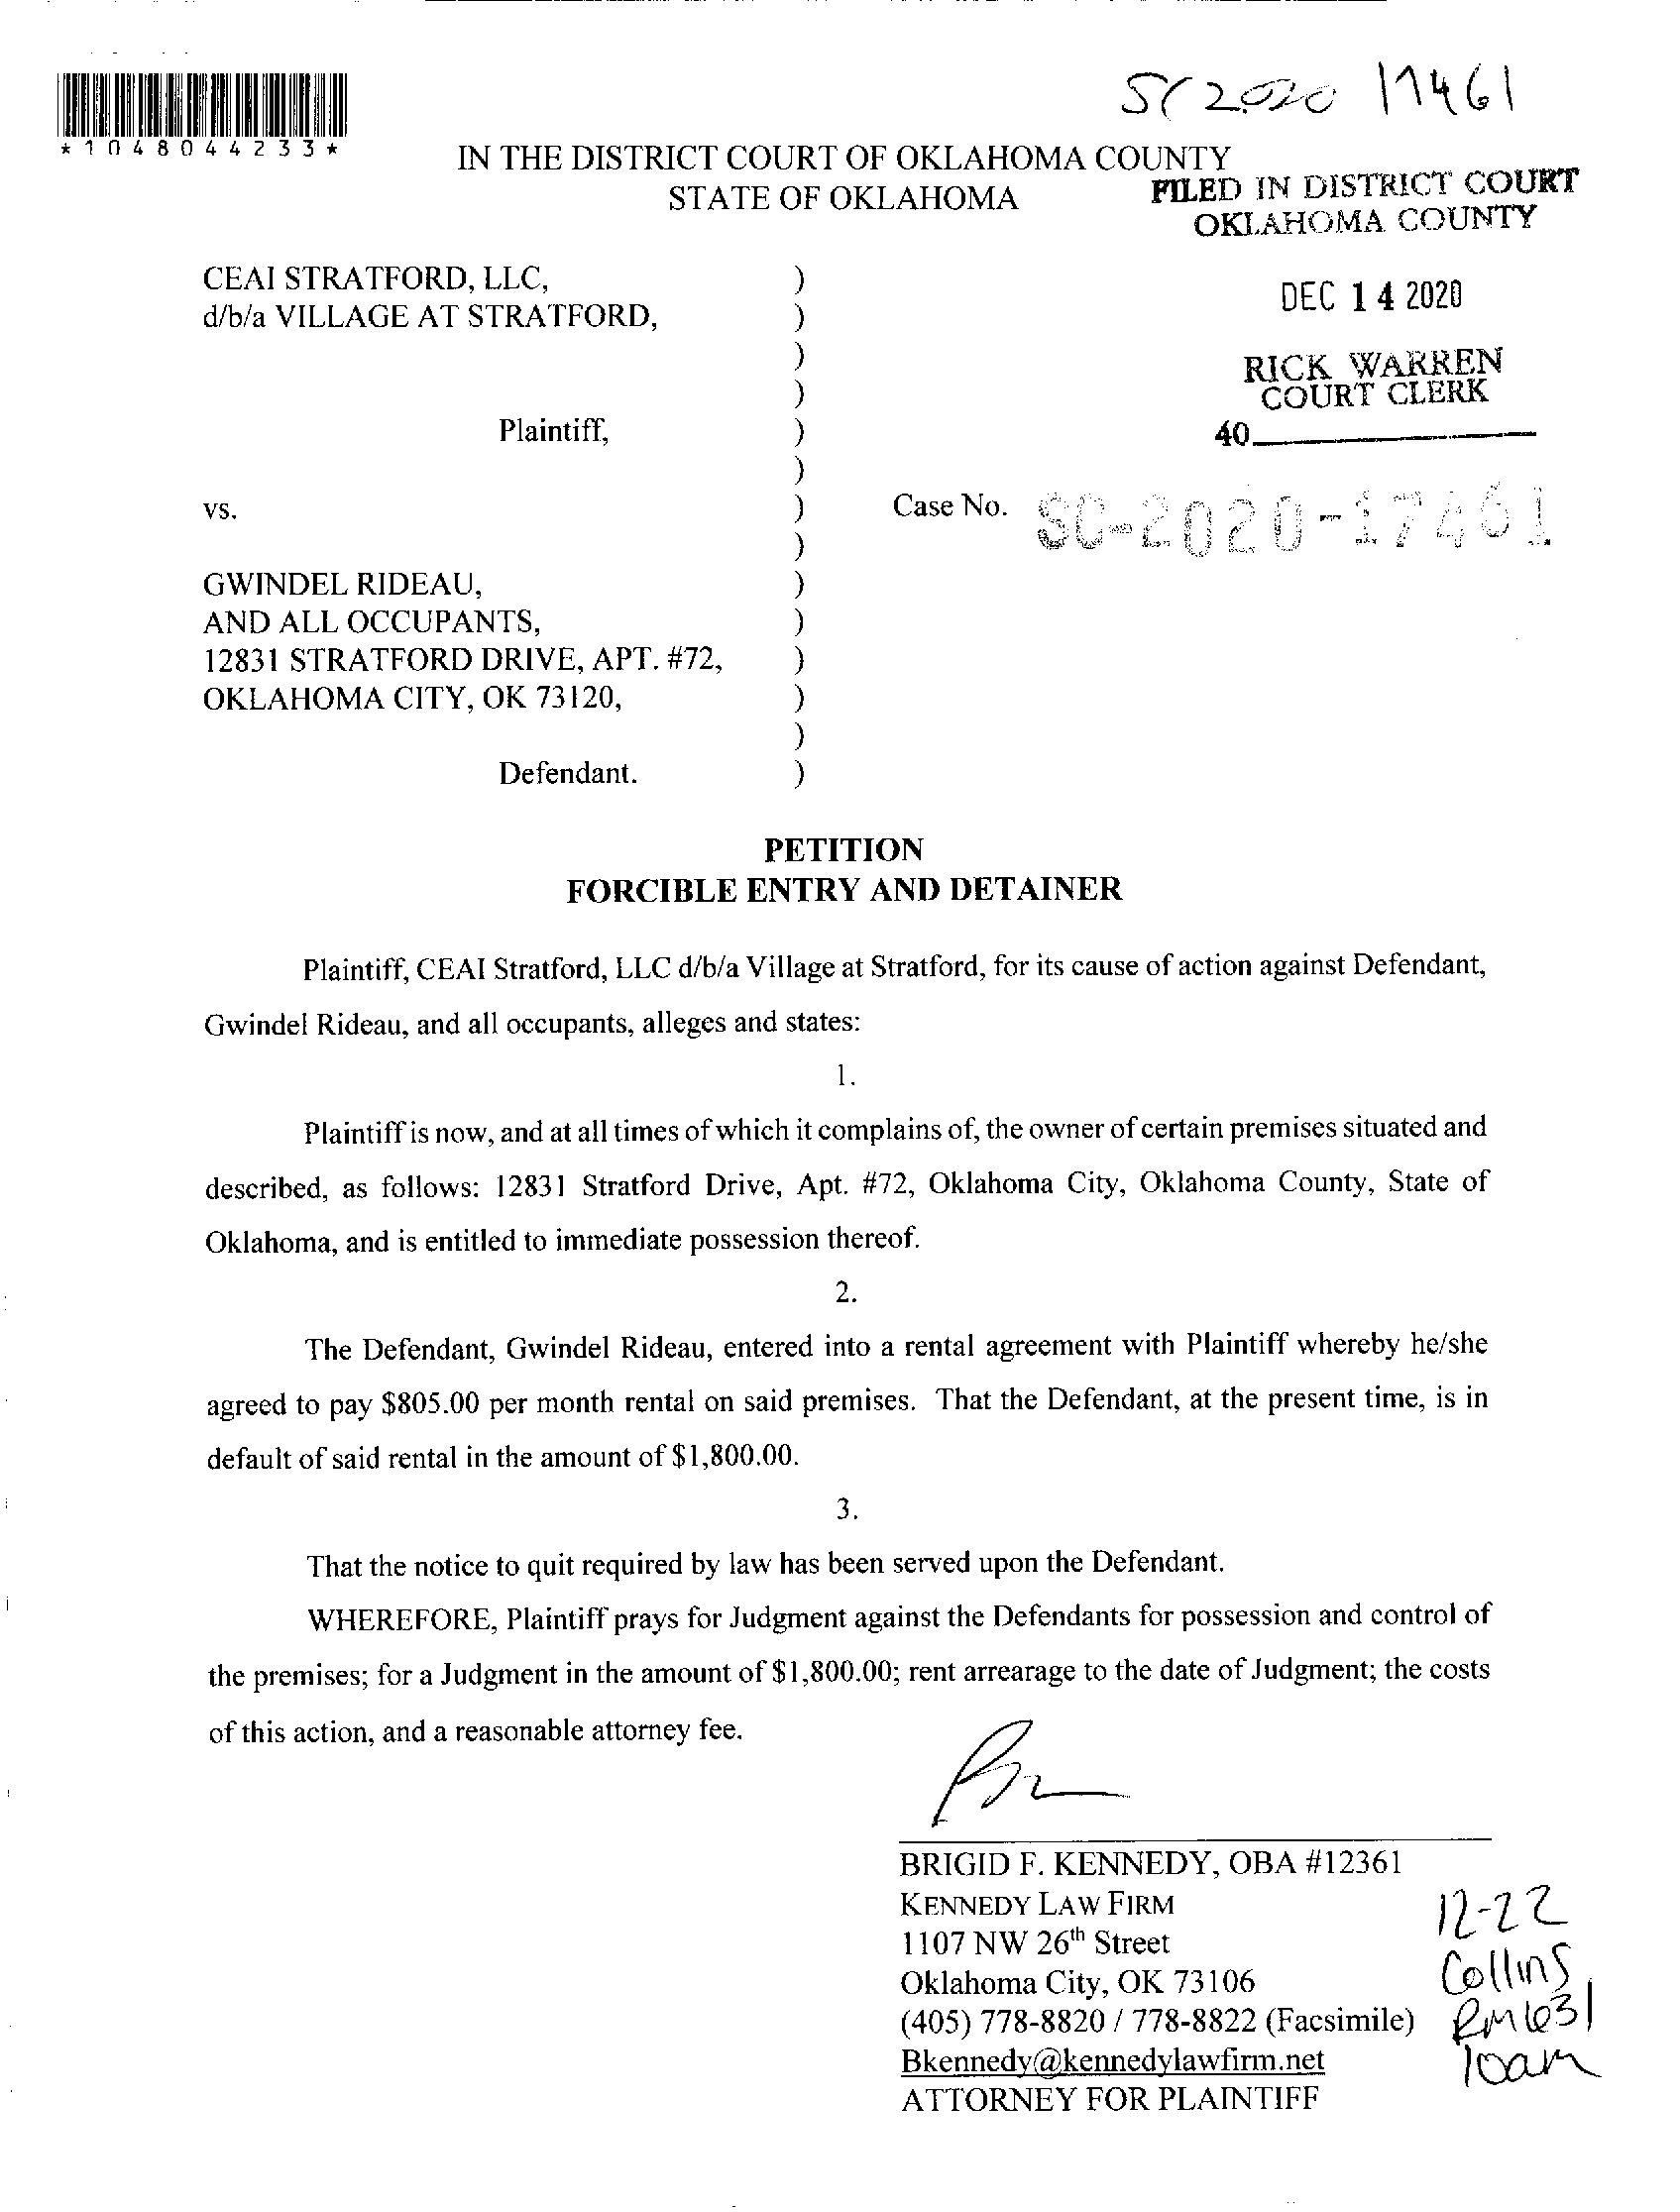 SC2020 17461
*1048044233*
IN THE DISTRICT COURT OF OKLAHOMA COUNTY
STATE OF OKLAHOMA
FILED IN DISTRICT COURT
OKLAHOMA COUNTY
CEAI STRATFORD, LLC, )
d/b/a VILLAGE AT STRATFORD, )
DEC 14 2020
)
RICK WARREN
COURT CLERK
)
Plaintiff, )
40
)
vs. )
Case No. SC-2020-17461
)
GWINDEL RIDEAU, )
AND ALL OCCUPANTS, )
12831 STRATFORD DRIVE, APT. #72, )
OKLAHOMA CITY, OK 73120, )
)
Defendant. )
PETITION
FORCIBLE ENTRY AND DETAINER
Plaintiff, CEAI Stratford, LLC d/b/a Village at Stratford, for its cause of action against Defendant,
Gwindel Rideau, and all occupants, alleges and states:
1.
Plaintiff is now, and at all times of which it complains of, the owner of certain premises situated and
described, as follows: 12831 Stratford Drive, Apt. #72, Oklahoma City, Oklahoma County, State of
Oklahoma, and is entitled to immediate possession thereof.
2.
The Defendant, Gwindel Rideau, entered into a rental agreement with Plaintiff whereby he/she
agreed to pay $805.00 per month rental on said premises. That the Defendant, at the present time, is in
default of said rental in the amount of $1,800.00.
3.
That the notice to quit required by law has been served upon the Defendant.
WHEREFORE, Plaintiff prays for Judgment against the Defendants for possession and control of
the premises; for a Judgment in the amount of $1,800.00; rent arrearage to the date of Judgment; the costs
of this action, and a reasonable attorney fee.
BRIGID F. KENNEDY, OBA #12361
KENNEDY LAW FIRM
1107 NW 26th Street
Oklahoma City, OK 73106
(405) 778-8820 / 778-8822 (Facsimile)
Bkennedy@kennedylawfirm.net
ATTORNEY FOR PLAINTIFF
12-22
Collins
Rm 631
10am